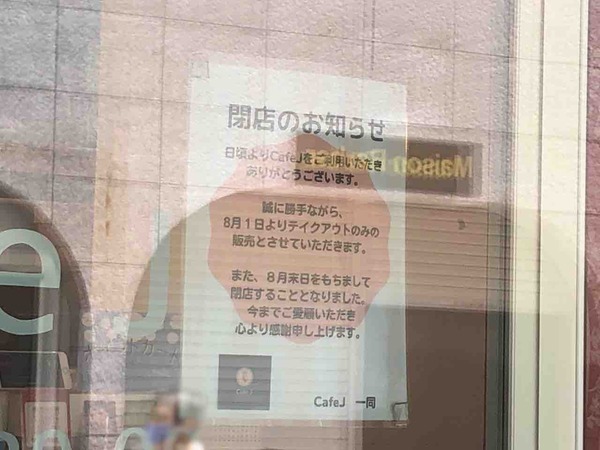 閉店のお知らせ
日頃よりCafeJをご利用いただき
ありがとうございます。
誠に勝手ながら、
8月1日よりテイクアウトのみの
販売とさせていただきます。
また、8月末日をもちまして
閉店することとなりました。
今までご愛顧いただき
心より感謝申し上げます。
CafeJ 一同
Maison
e
J